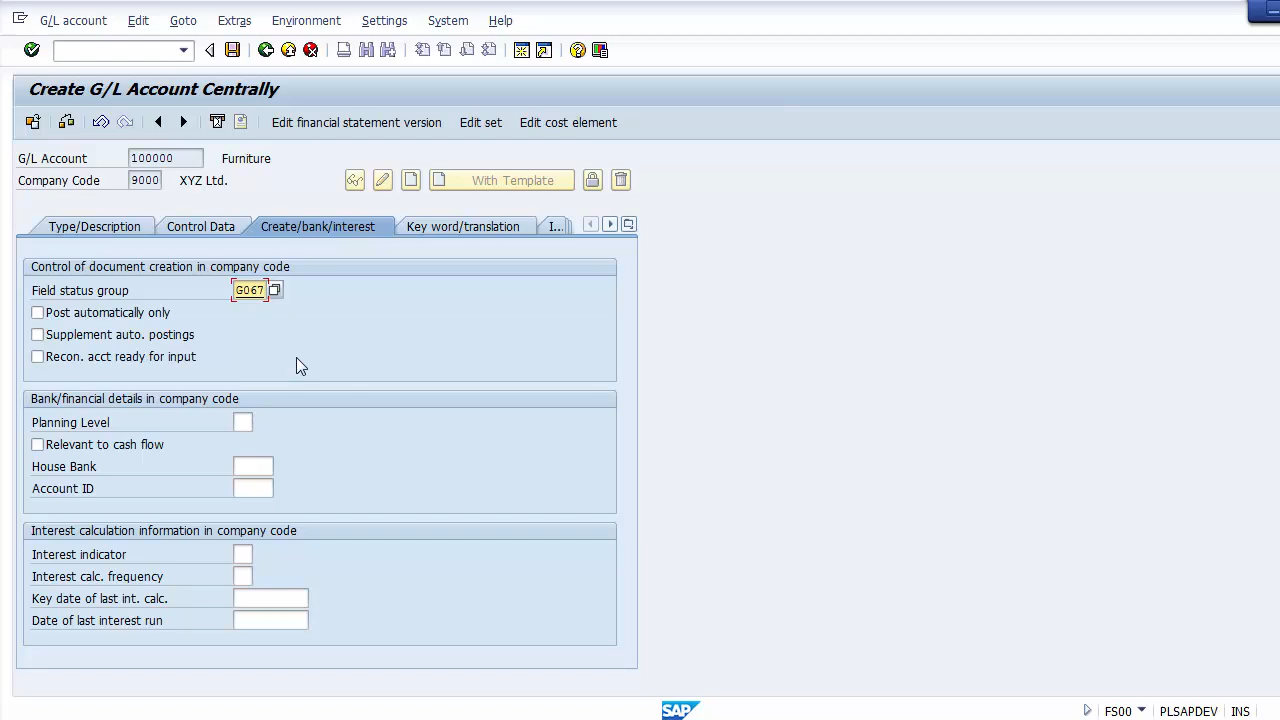 G/L account Edit Goto Extras Environment Settings System Help
Create G/L Account Centrally
Edit financial statement version Edit set Edit cost element
G/L Account 100000 Furniture
Company Code 9000 XYZ Ltd. With Template
Type/Description Control Data Create/bank/interest Key word/translation I...
Control of document creation in company code
Field status group G067
Post automatically only
Supplement auto. postings
Recon. acct ready for input
Bank/financial details in company code
Planning Level
Relevant to cash flow
House Bank
Account ID
Interest calculation information in company code
Interest indicator
Interest calc. frequency
Key date of last int. calc.
Date of last interest run
SAP FS00 PLSAPDEV INS